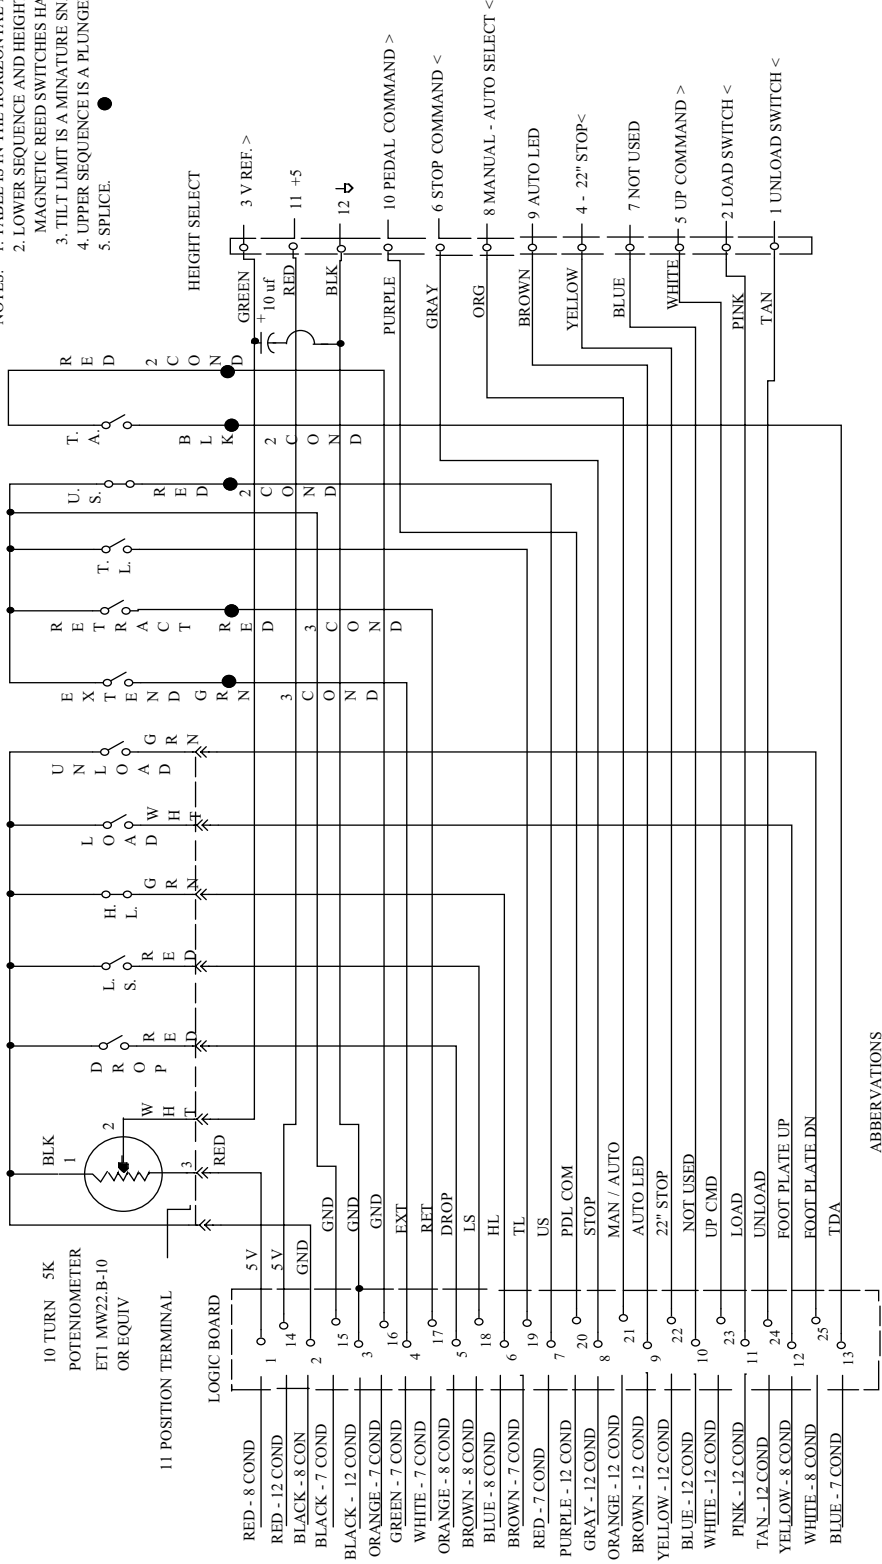 NOTES: 1. TABLE IS IN THE HORIZONTAL
2. LOWER SEQUENCE AND HEIGHT
MAGNETIC REED SWITCHES HA
3. TILT LIMIT IS A MINATURE SNA
4. UPPER SEQUENCE IS A PLUNGE
5. SPLICE.
10 TURN 5K
POTENIOMETER
ET1 MW22.B-10
OR EQUIV
11 POSITION TERMINAL
BLK
1
2
3
WHT
RED
DROP
RED
L.S.
RED
H.L.
GRN
LOAD
WHT
UNLOAD
GRN
EXTEND
GRN 3 COND
RETRACT
RED 3 COND
T.L.
U.S.
RED 2 COND
T.A.
BLK 2 COND
RED 2 COND
HEIGHT SELECT
GREEN
3 V REF. >
+
10 uf
RED
11 +5
BLK
12
PURPLE
10 PEDAL COMMAND >
GRAY
6 STOP COMMAND <
ORG
8 MANUAL - AUTO SELECT <
BROWN
9 AUTO LED
YELLOW
4 - 22" STOP<
BLUE
7 NOT USED
WHITE
5 UP COMMAND >
PINK
2 LOAD SWITCH <
TAN
1 UNLOAD SWITCH <
LOGIC BOARD
RED - 8 COND
1
5 V
RED - 12 COND
14
5 V
BLACK - 8 CON
2
GND
BLACK - 7 COND
15
GND
BLACK - 12 COND
3
GND
ORANGE - 7 COND
16
GND
GREEN - 7 COND
4
EXT
WHITE - 7 COND
17
RET
ORANGE - 8 COND
5
DROP
BROWN - 8 COND
18
LS
BLUE - 8 COND
6
HL
BROWN - 7 COND
19
TL
RED - 7 COND
7
US
PURPLE - 12 COND
20
PDL COM
GRAY - 12 COND
8
STOP
ORANGE - 12 COND
21
MAN / AUTO
BROWN - 12 COND
9
AUTO LED
YELLOW - 12 COND
22
22" STOP
BLUE - 12 COND
10
NOT USED
WHITE - 12 COND
23
UP CMD
PINK - 12 COND
11
LOAD
TAN - 12 COND
24
UNLOAD
YELLOW - 8 COND
12
FOOT PLATE UP
WHITE - 8 COND
25
FOOT PLATE DN
BLUE - 7 COND
13
TDA
ABBERVATIONS